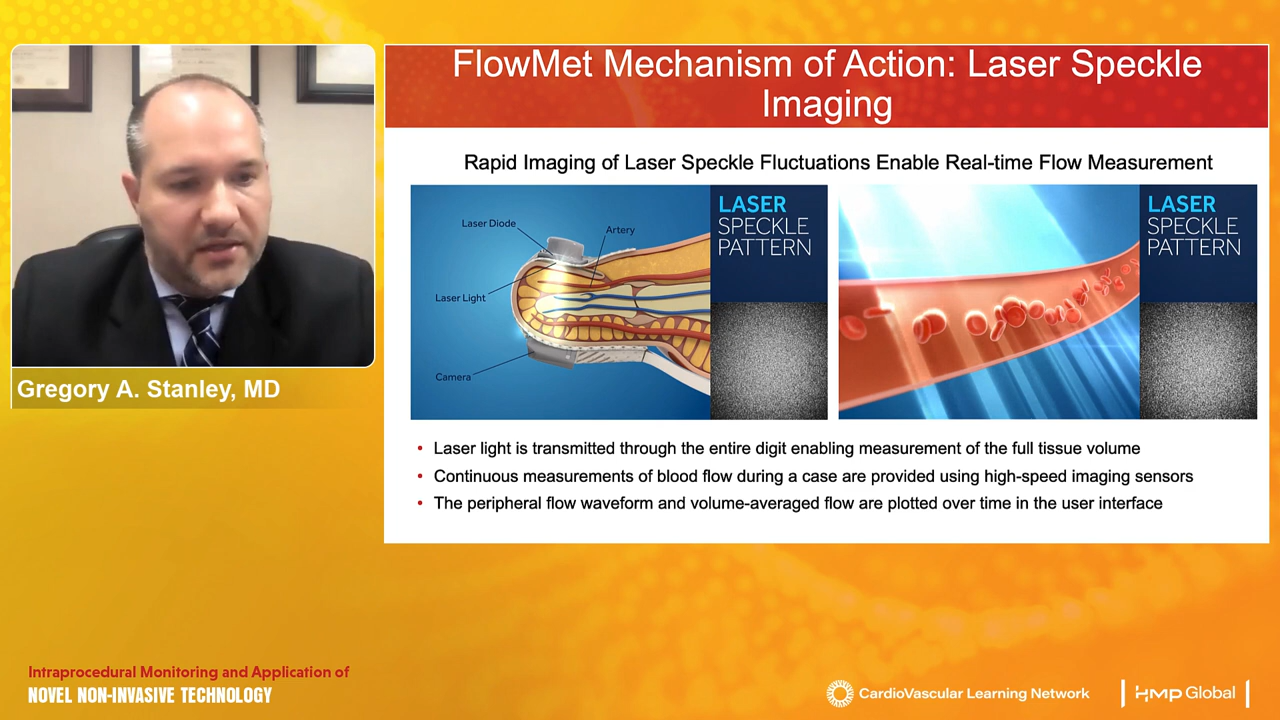 FlowMet Mechanism of Action: Laser Speckle
Imaging
Rapid Imaging of Laser Speckle Fluctuations Enable Real-time Flow Measurement
Laser Diode
Artery
Laser Light
Camera
LASER
SPECKLE
PATTERN
LASER
SPECKLE
PATTERN
Gregory A. Stanley, MD
• Laser light is transmitted through the entire digit enabling measurement of the full tissue volume
• Continuous measurements of blood flow during a case are provided using high-speed imaging sensors
• The peripheral flow waveform and volume-averaged flow are plotted over time in the user interface
Intraprocedural Monitoring and Application of
NOVEL NON-INVASIVE TECHNOLOGY
CardioVascular Learning Network
HMP Global